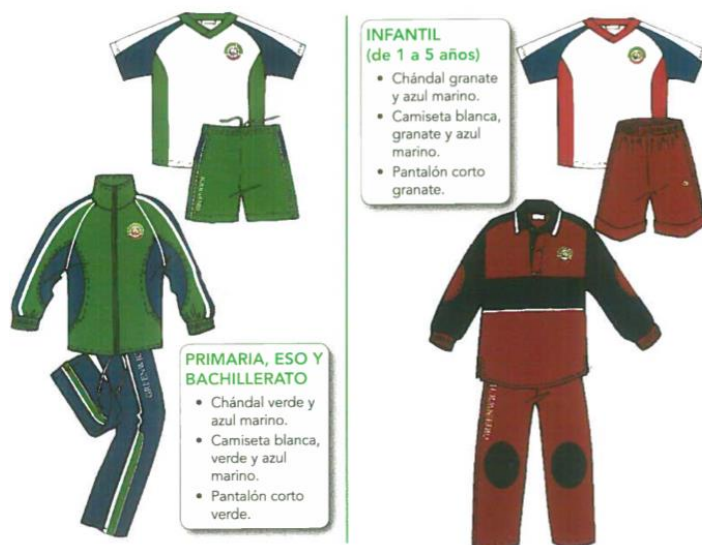 INFANTIL
(de 1 a 5 años)
• Chándal granate
y azul marino.
• Camiseta blanca,
granate y azul
marino.
• Pantalón corto
granate.
PRIMARIA, ESO Y
BACHILLERATO
• Chándal verde y
azul marino.
• Camiseta blanca,
verde y azul
marino.
• Pantalón corto
verde.